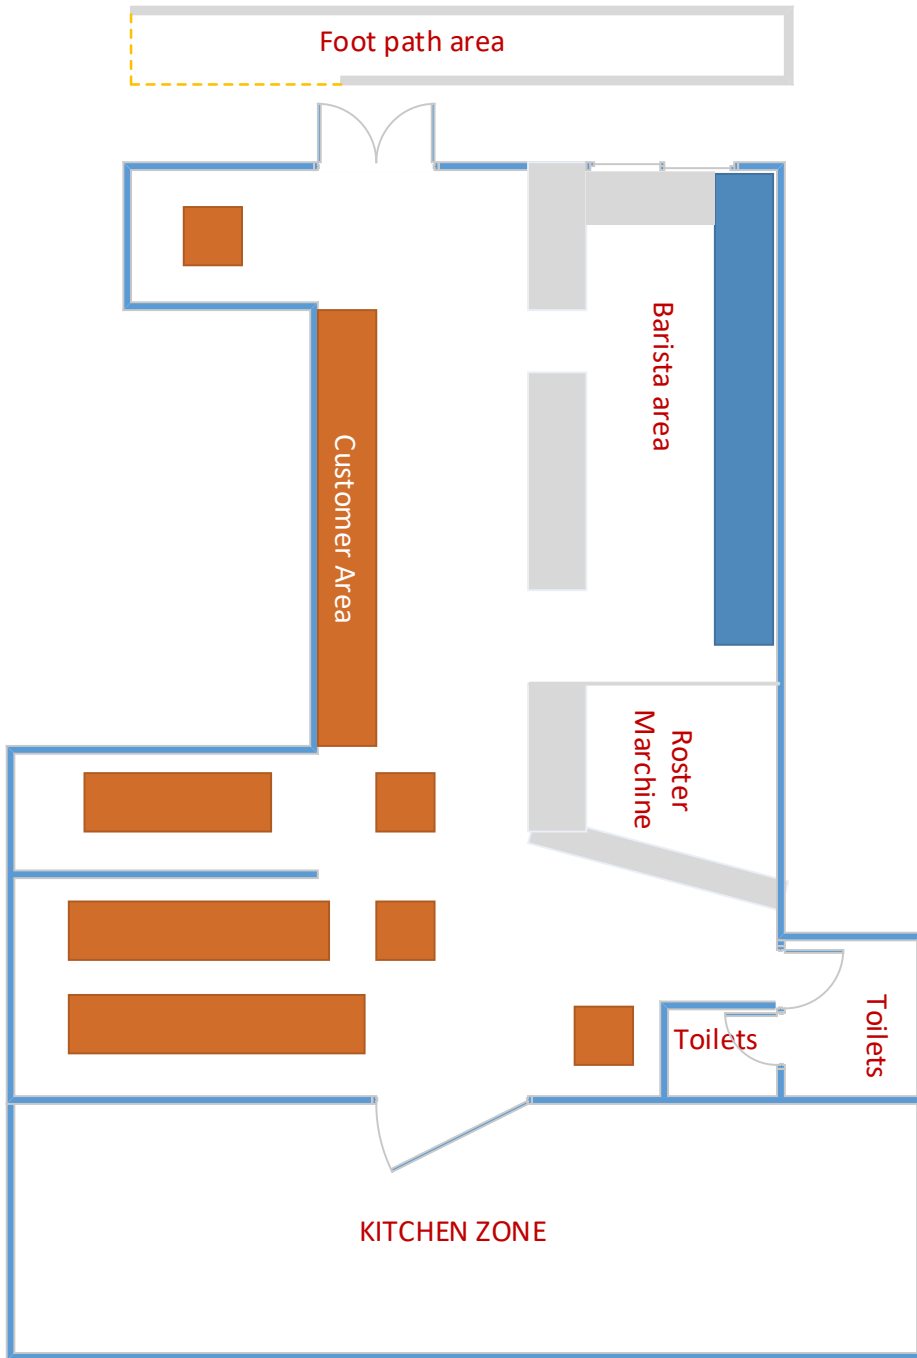 Foot path area
Barista area
Customer Area
Roster
Marchine
Toilets
Toilets
KITCHEN ZONE